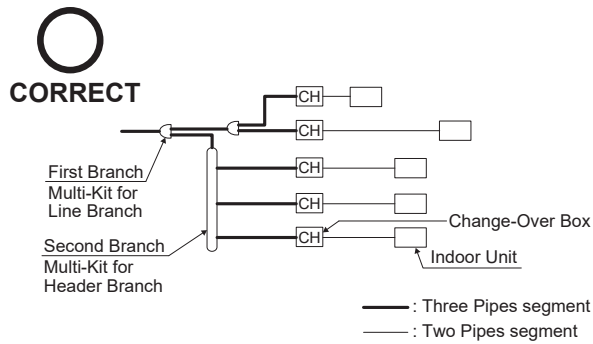 CORRECT
CH
CH
CH
CH
CH
First Branch
Multi-Kit for
Line Branch
Second Branch
Multi-Kit for
Header Branch
Change-Over Box
Indoor Unit
: Three Pipes segment
: Two Pipes segment